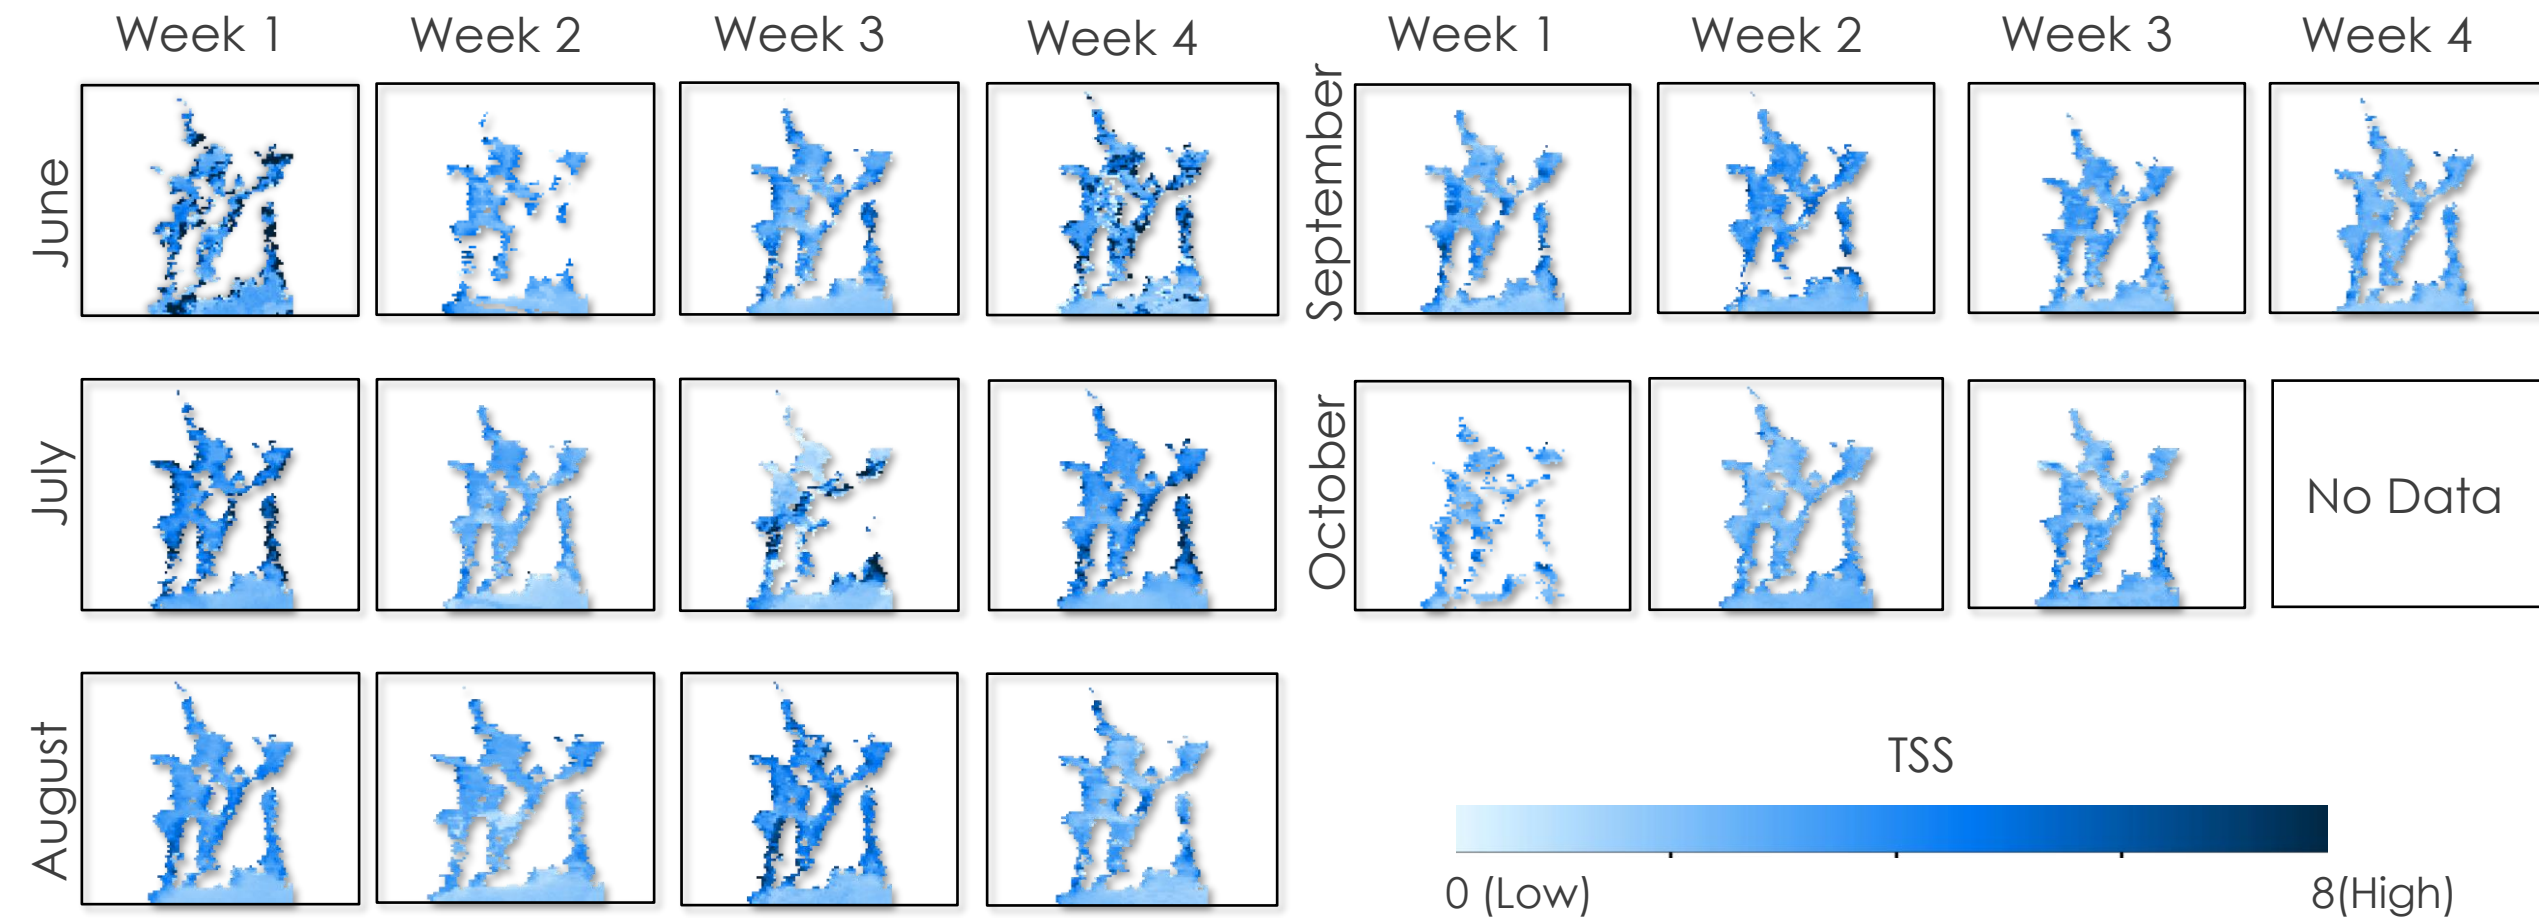 Week 1 Week 2 Week 3 Week 4 Week 1 Week 2 Week 3 Week 4
June
September
July
October
No Data
August
TSS
0 (Low) 8(High)